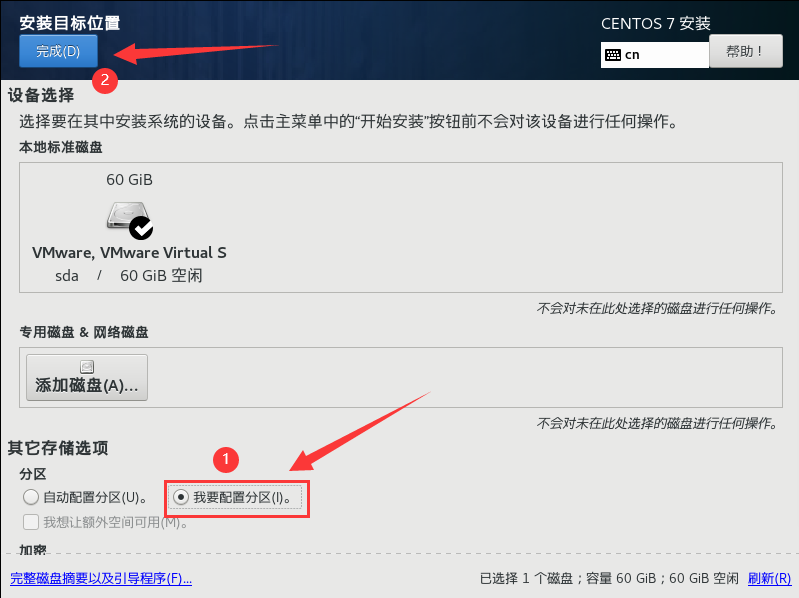 安装目标位置
CENTOS 7 安装
完成(D)
cn
帮助！
2
设备选择
选择要在其中安装系统的设备。点击主菜单中的“开始安装”按钮前不会对该设备进行任何操作。
本地标准磁盘
60 GiB
VMware, VMware Virtual S
sda / 60 GiB 空闲
不会对未在此处选择的磁盘进行任何操作。
专用磁盘 & 网络磁盘
添加磁盘(A)...
不会对未在此处选择的磁盘进行任何操作。
其它存储选项
1
分区
自动配置分区(U)。
我要配置分区(I)。
我想让额外空间可用(M)。
加密
完整磁盘摘要以及引导程序(F)...
已选择 1 个磁盘；容量 60 GiB；60 GiB 空闲
刷新(R)